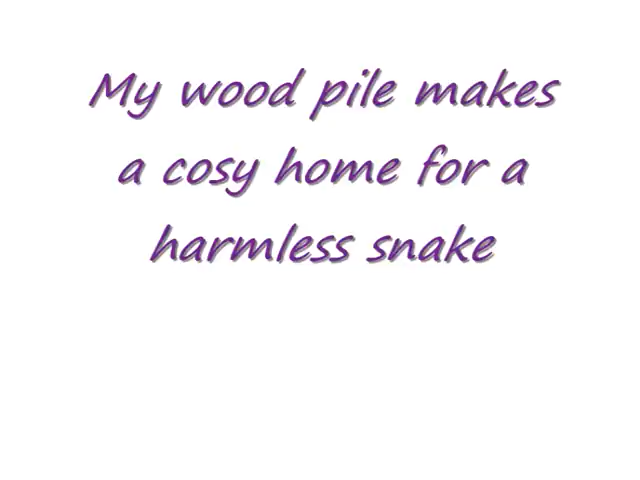 My wood pile makes
a cosy home for a
harmless snake